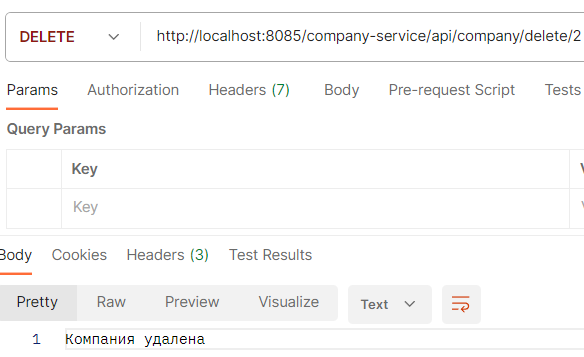 DELETE http://localhost:8085/company-service/api/company/delete/2
Params Authorization Headers (7) Body Pre-request Script Tests
Query Params
Key
Key
Body Cookies Headers (3) Test Results
Pretty Raw Preview Visualize Text
1 Компания удалена